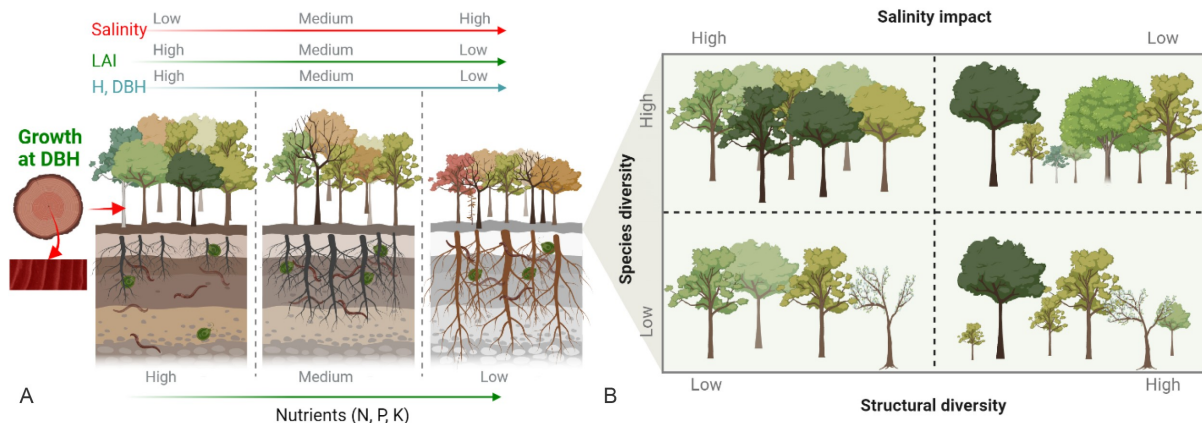 Low Medium High
Salinity
High Medium Low
LAI
High Medium Low
H, DBH
Growth
at DBH
High Medium Low
Nutrients (N, P, K)
A
Salinity impact
High Low
High
Species diversity
Low
Low High
Structural diversity
B